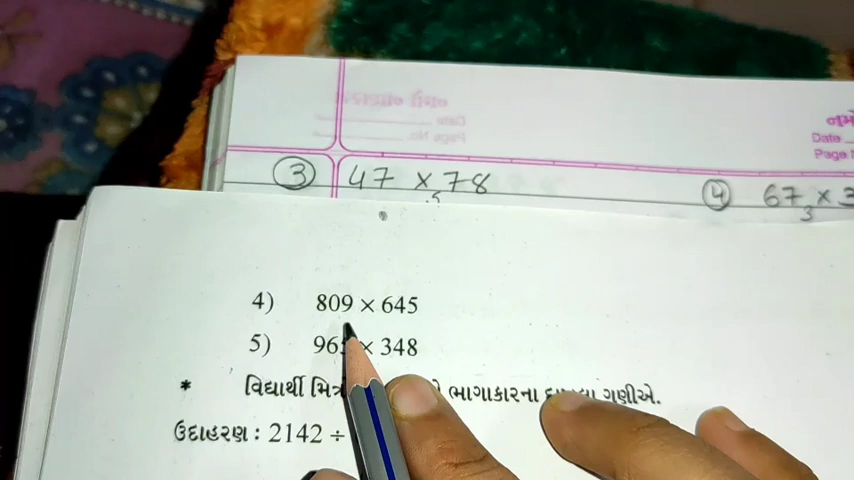 Date
Page
③ 47 × 78
④ 67 × 3
4) 809 × 645
5) 96 × 348
* વિદ્યાર્થી ભાગાકારના ગણીએ.
ઉદાહરણ : 2142 ÷